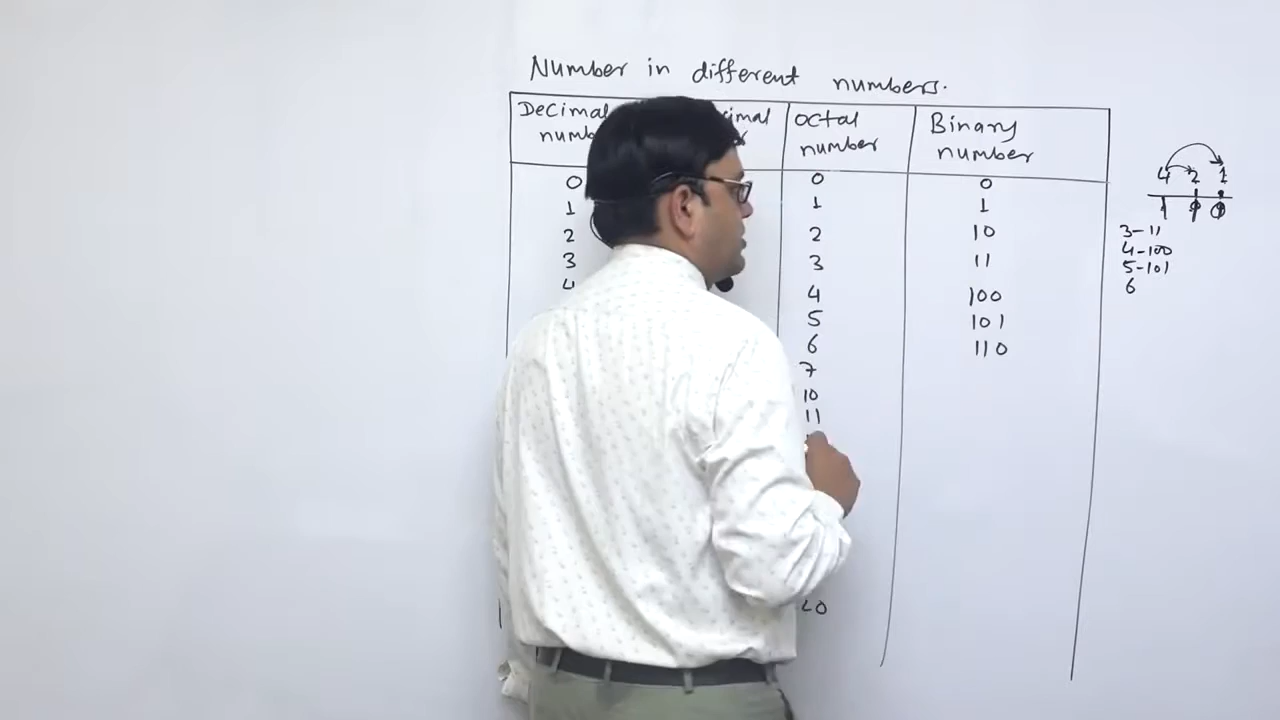 Number in different numbers.
Decimal
Octal number
Binary number
0 0 0
1 1 1
2 2 10
3 3 11
4 4 100
5 101
6 110
7
10
11
20
4 2 1
3-11
4-100
5-101
6